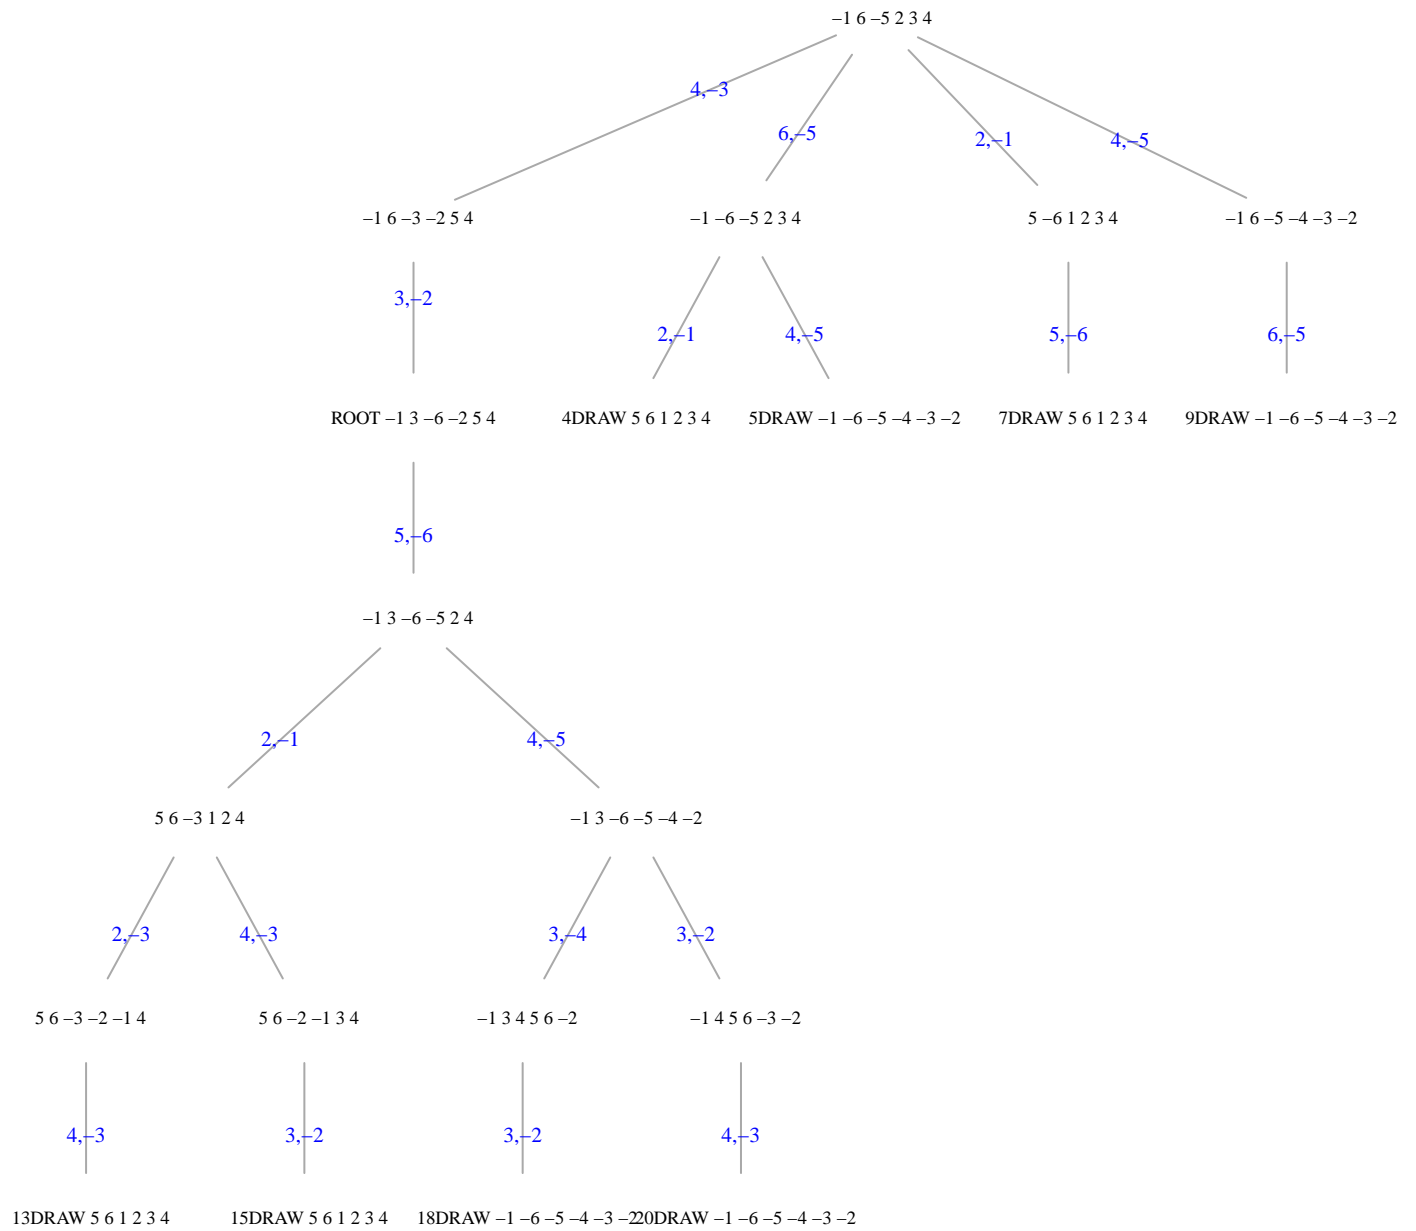 –1 6 –5 2 3 4
4,–3
6,–5
2,–1
4,–5
–1 6 –3 –2 5 4
–1 –6 –5 2 3 4
5 –6 1 2 3 4
–1 6 –5 –4 –3 –2
3,–2
2,–1
4,–5
5,–6
6,–5
ROOT –1 3 –6 –2 5 4
4DRAW 5 6 1 2 3 4
5DRAW –1 –6 –5 –4 –3 –2
7DRAW 5 6 1 2 3 4
9DRAW –1 –6 –5 –4 –3 –2
5,–6
–1 3 –6 –5 2 4
2,–1
4,–5
5 6 –3 1 2 4
–1 3 –6 –5 –4 –2
2,–3
4,–3
3,–4
3,–2
5 6 –3 –2 –1 4
5 6 –2 –1 3 4
–1 3 4 5 6 –2
–1 4 5 6 –3 –2
4,–3
3,–2
3,–2
4,–3
13DRAW 5 6 1 2 3 4
15DRAW 5 6 1 2 3 4
18DRAW –1 –6 –5 –4 –3 –2
20DRAW –1 –6 –5 –4 –3 –2